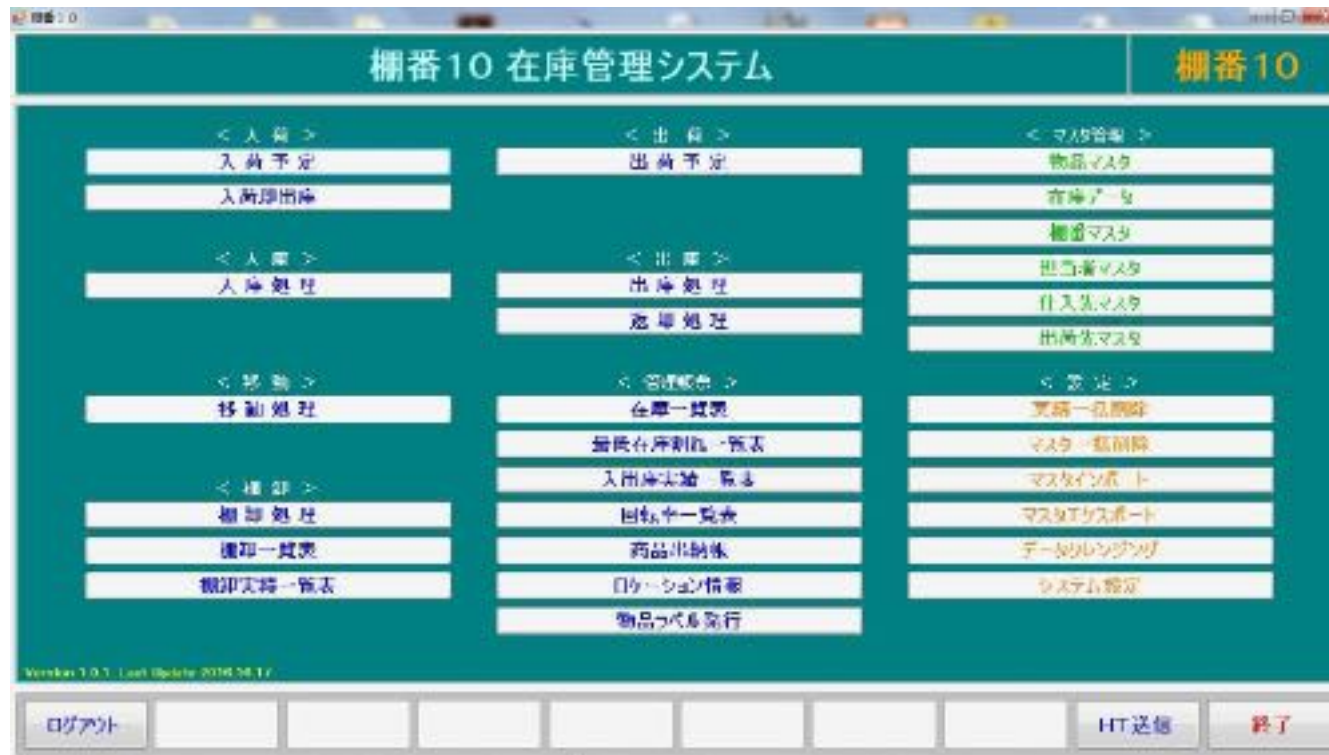 棚番10
棚番10 在庫管理システム
棚番10
< 入 荷 >
入 荷 予 定
入荷即出庫
< 入 庫 >
入 庫 処 理
< 移 動 >
移 動 処 理
< 棚 卸 >
棚 卸 処 理
棚卸一覧表
棚卸実績一覧表
< 出 荷 >
出 荷 予 定
< 出 庫 >
出 庫 処 理
返 却 処 理
< 管理帳票 >
在庫一覧表
最低在庫割れ一覧表
入出庫実績一覧表
回転率一覧表
商品出納帳
ロケーション情報
物品ラベル発行
< マスタ管理 >
物品マスタ
在庫データ
棚番マスタ
担当者マスタ
仕入先マスタ
出荷先マスタ
< 設 定 >
実績一括削除
マスタ一括削除
マスタインポート
マスタエクスポート
データクレンジング
システム設定
ログアウト
HT送信
終了